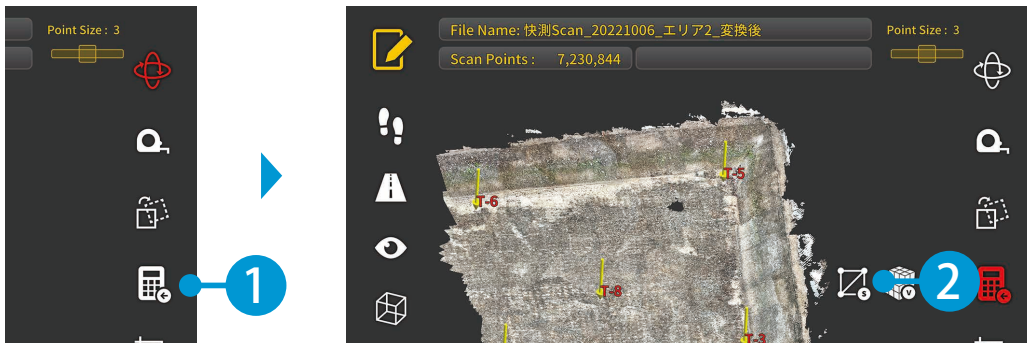 Point Size : 3
1
File Name: 快測Scan_20221006_エリア2_変換後
Scan Points : 7,230,844
Point Size : 3
T-5
T-6
T-8
S
V
2
T-3